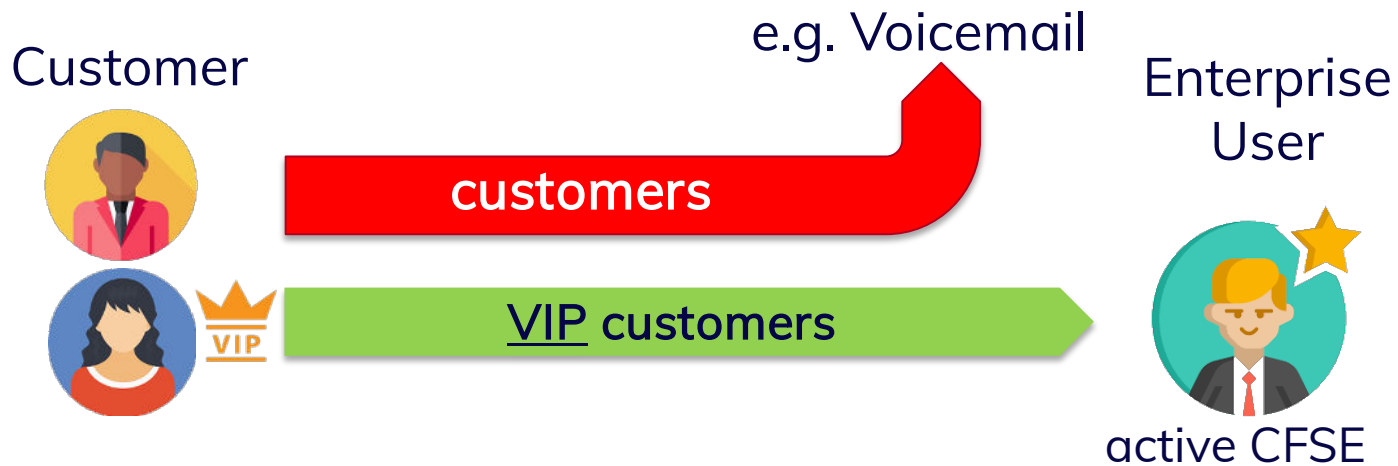 Customer
e.g. Voicemail
Enterprise
User
customers
VIP
VIP customers
active CFSE